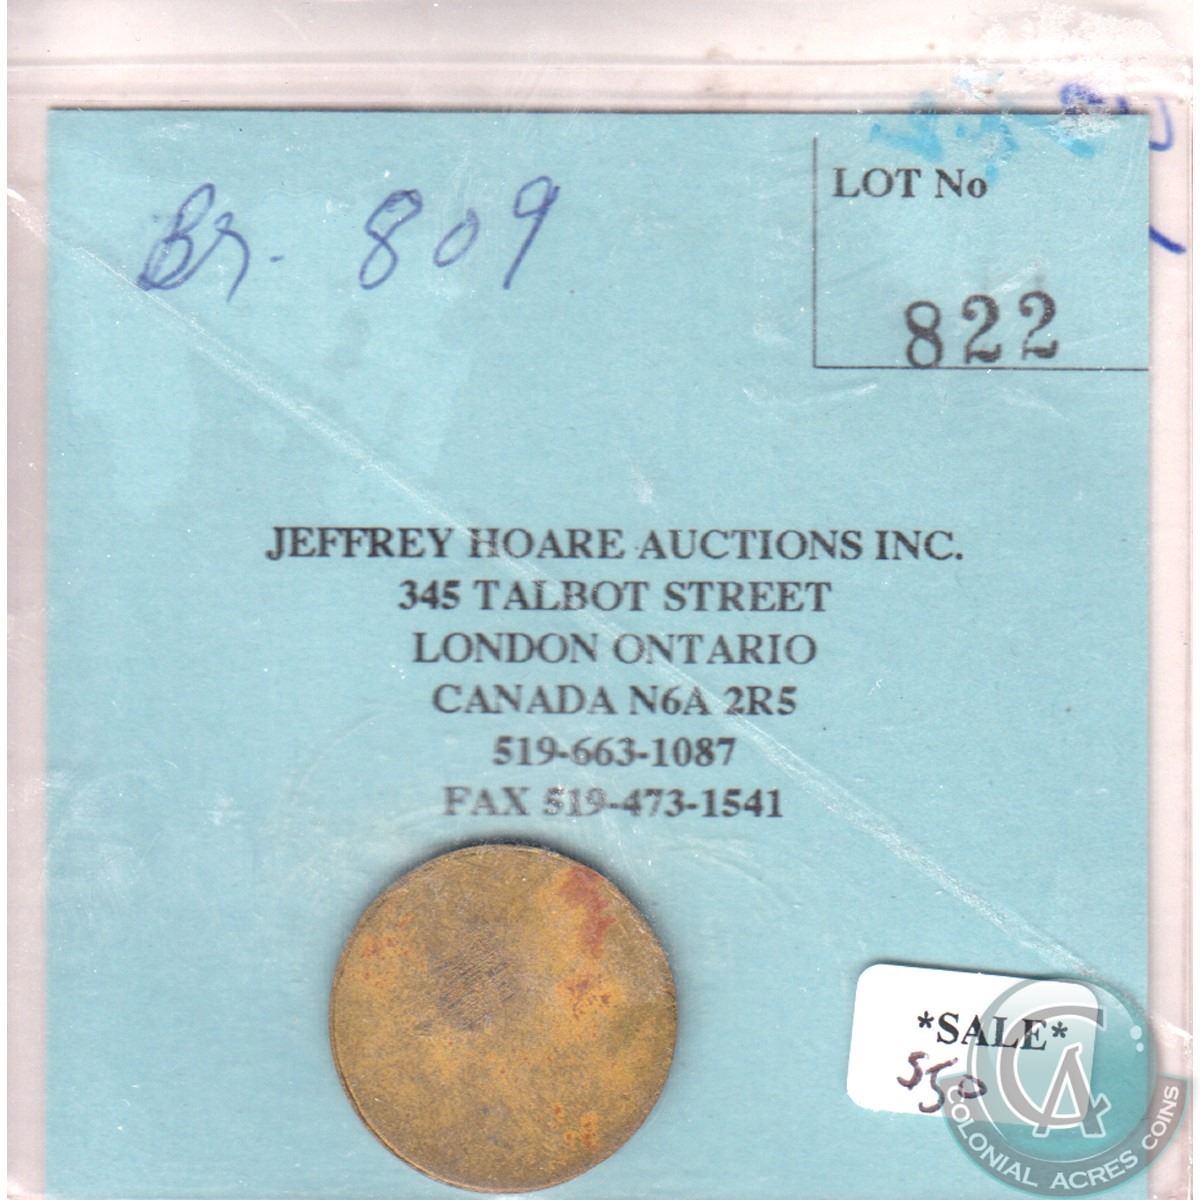 Br. 809
LOT No
822
JEFFREY HOARE AUCTIONS INC.
345 TALBOT STREET
LONDON ONTARIO
CANADA N6A 2R5
519-663-1087
FAX 519-473-1541
*SALE*
550
CA
COLONIAL ACRES COINS